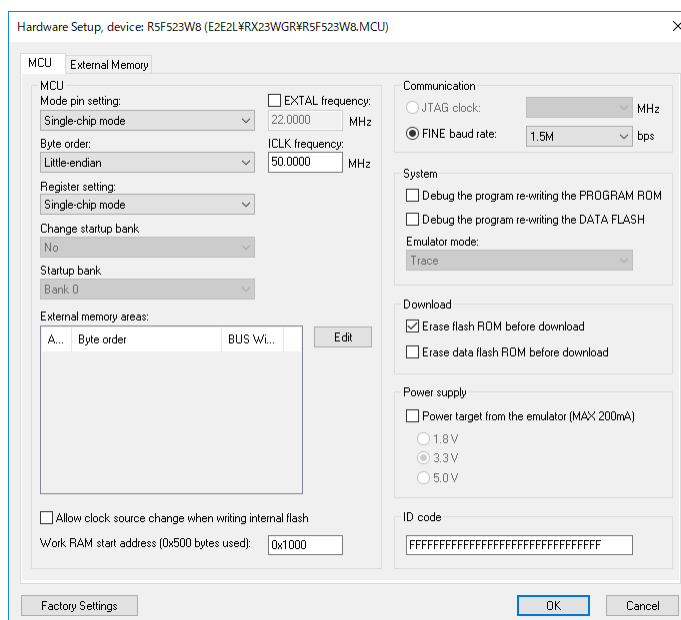 Hardware Setup, device: R5F523W8 (E2E2L¥RX23WGR¥R5F523W8.MCU)
MCU
External Memory
MCU
Mode pin setting:
EXTAL frequency:
Single-chip mode
22.0000 MHz
Byte order:
ICLK frequency:
Little-endian
50.0000 MHz
Register setting:
Single-chip mode
Change startup bank
No
Startup bank
Bank 0
External memory areas:
A... Byte order BUS Wi...
Edit
Allow clock source change when writing internal flash
Work RAM start address (0x500 bytes used): 0x1000
Communication
JTAG clock: MHz
FINE baud rate: 1.5M bps
System
Debug the program re-writing the PROGRAM ROM
Debug the program re-writing the DATA FLASH
Emulator mode:
Trace
Download
Erase flash ROM before download
Erase data flash ROM before download
Power supply
Power target from the emulator (MAX 200mA)
1.8 V
3.3 V
5.0 V
ID code
FFFFFFFFFFFFFFFFFFFFFFFFFFFFFFFF
Factory Settings
OK
Cancel